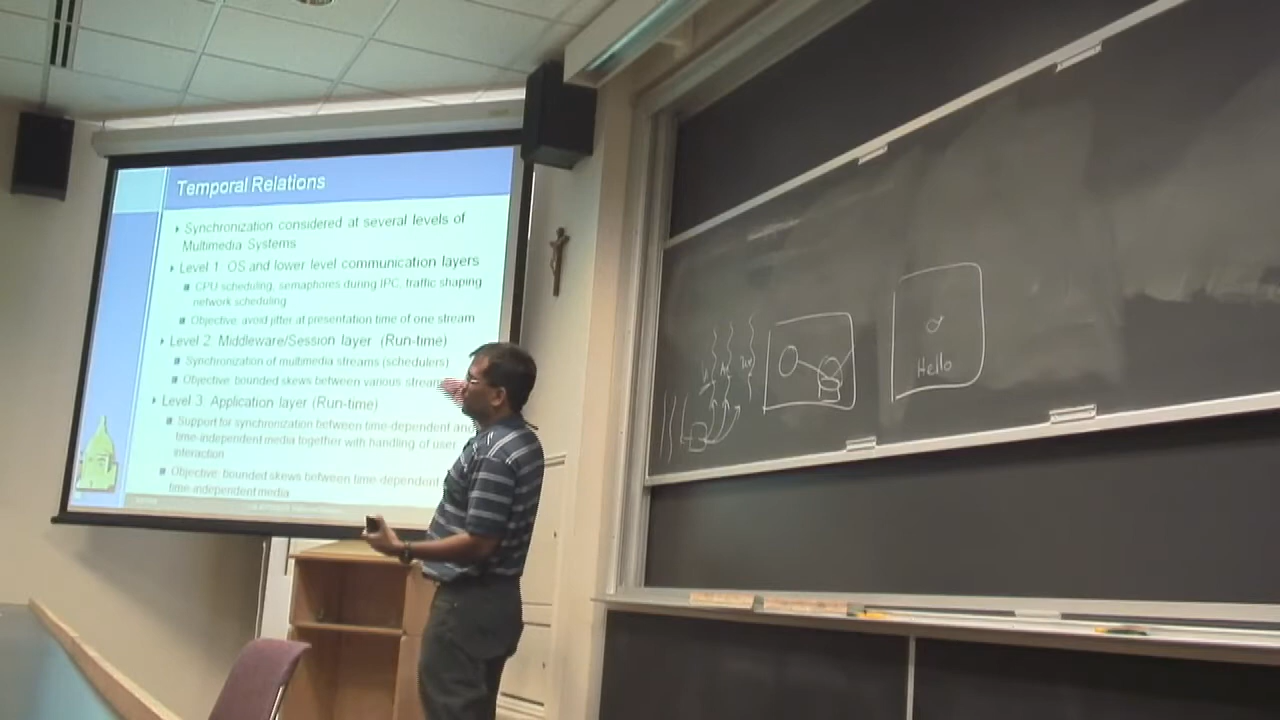 Temporal Relations
Synchronization considered at several levels of
Multimedia Systems
Level 1: OS and lower level communication layers
CPU scheduling, semaphores during IPC, traffic shaping
network scheduling
Objective: avoid jitter at presentation time of one stream
Level 2: Middleware/Session layer (Run-time)
Synchronization of multimedia streams (schedulers)
Objective: bounded skews between various
Level 3: Application layer (Run-time)
Support for synchronization between time-dependent
time-independent media together with handling of user
interaction
Objective: bounded skews between time-dependent
time-independent media
Hello